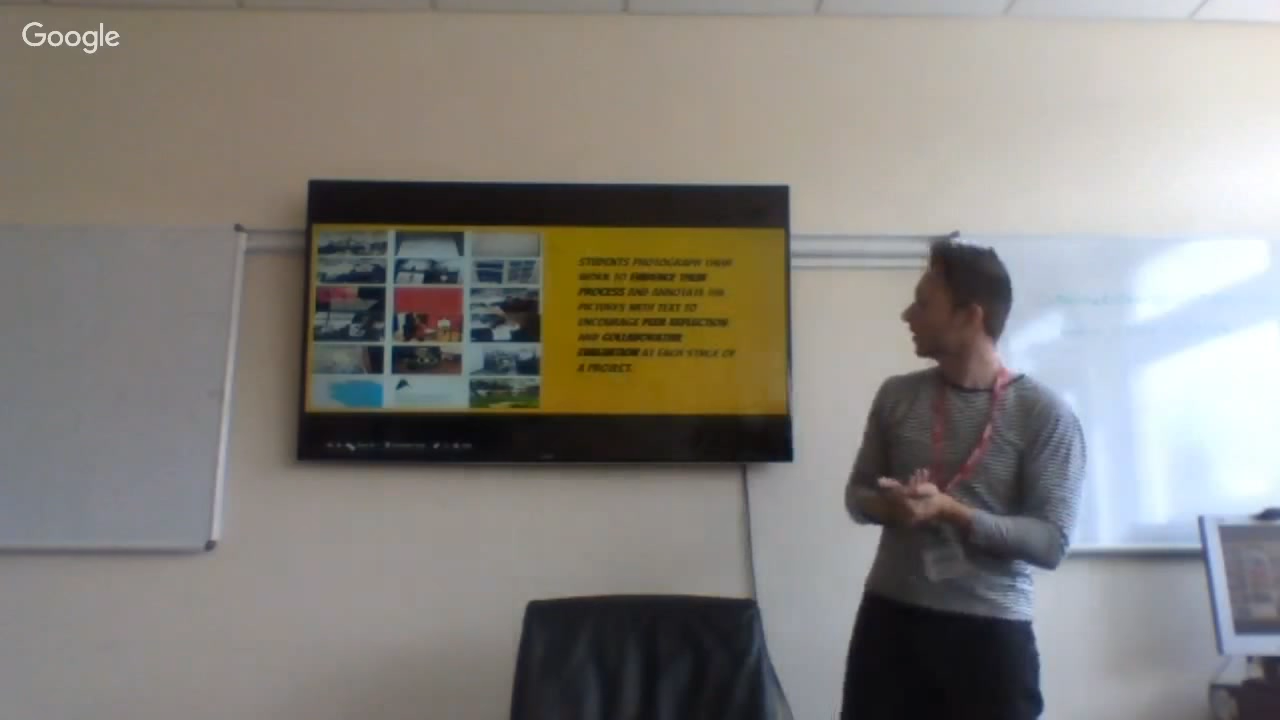 Google
STUDENTS PHOTOGRAPH THEIR
WORK TO EVIDENCE THEIR
PROCESS AND ANNOTATE
PICTURES WITH TEXT TO
ENCOURAGE PEER REFLECTION
AND COLLABORATIVE
EVALUATION AT EACH STAGE OF
A PROJECT.